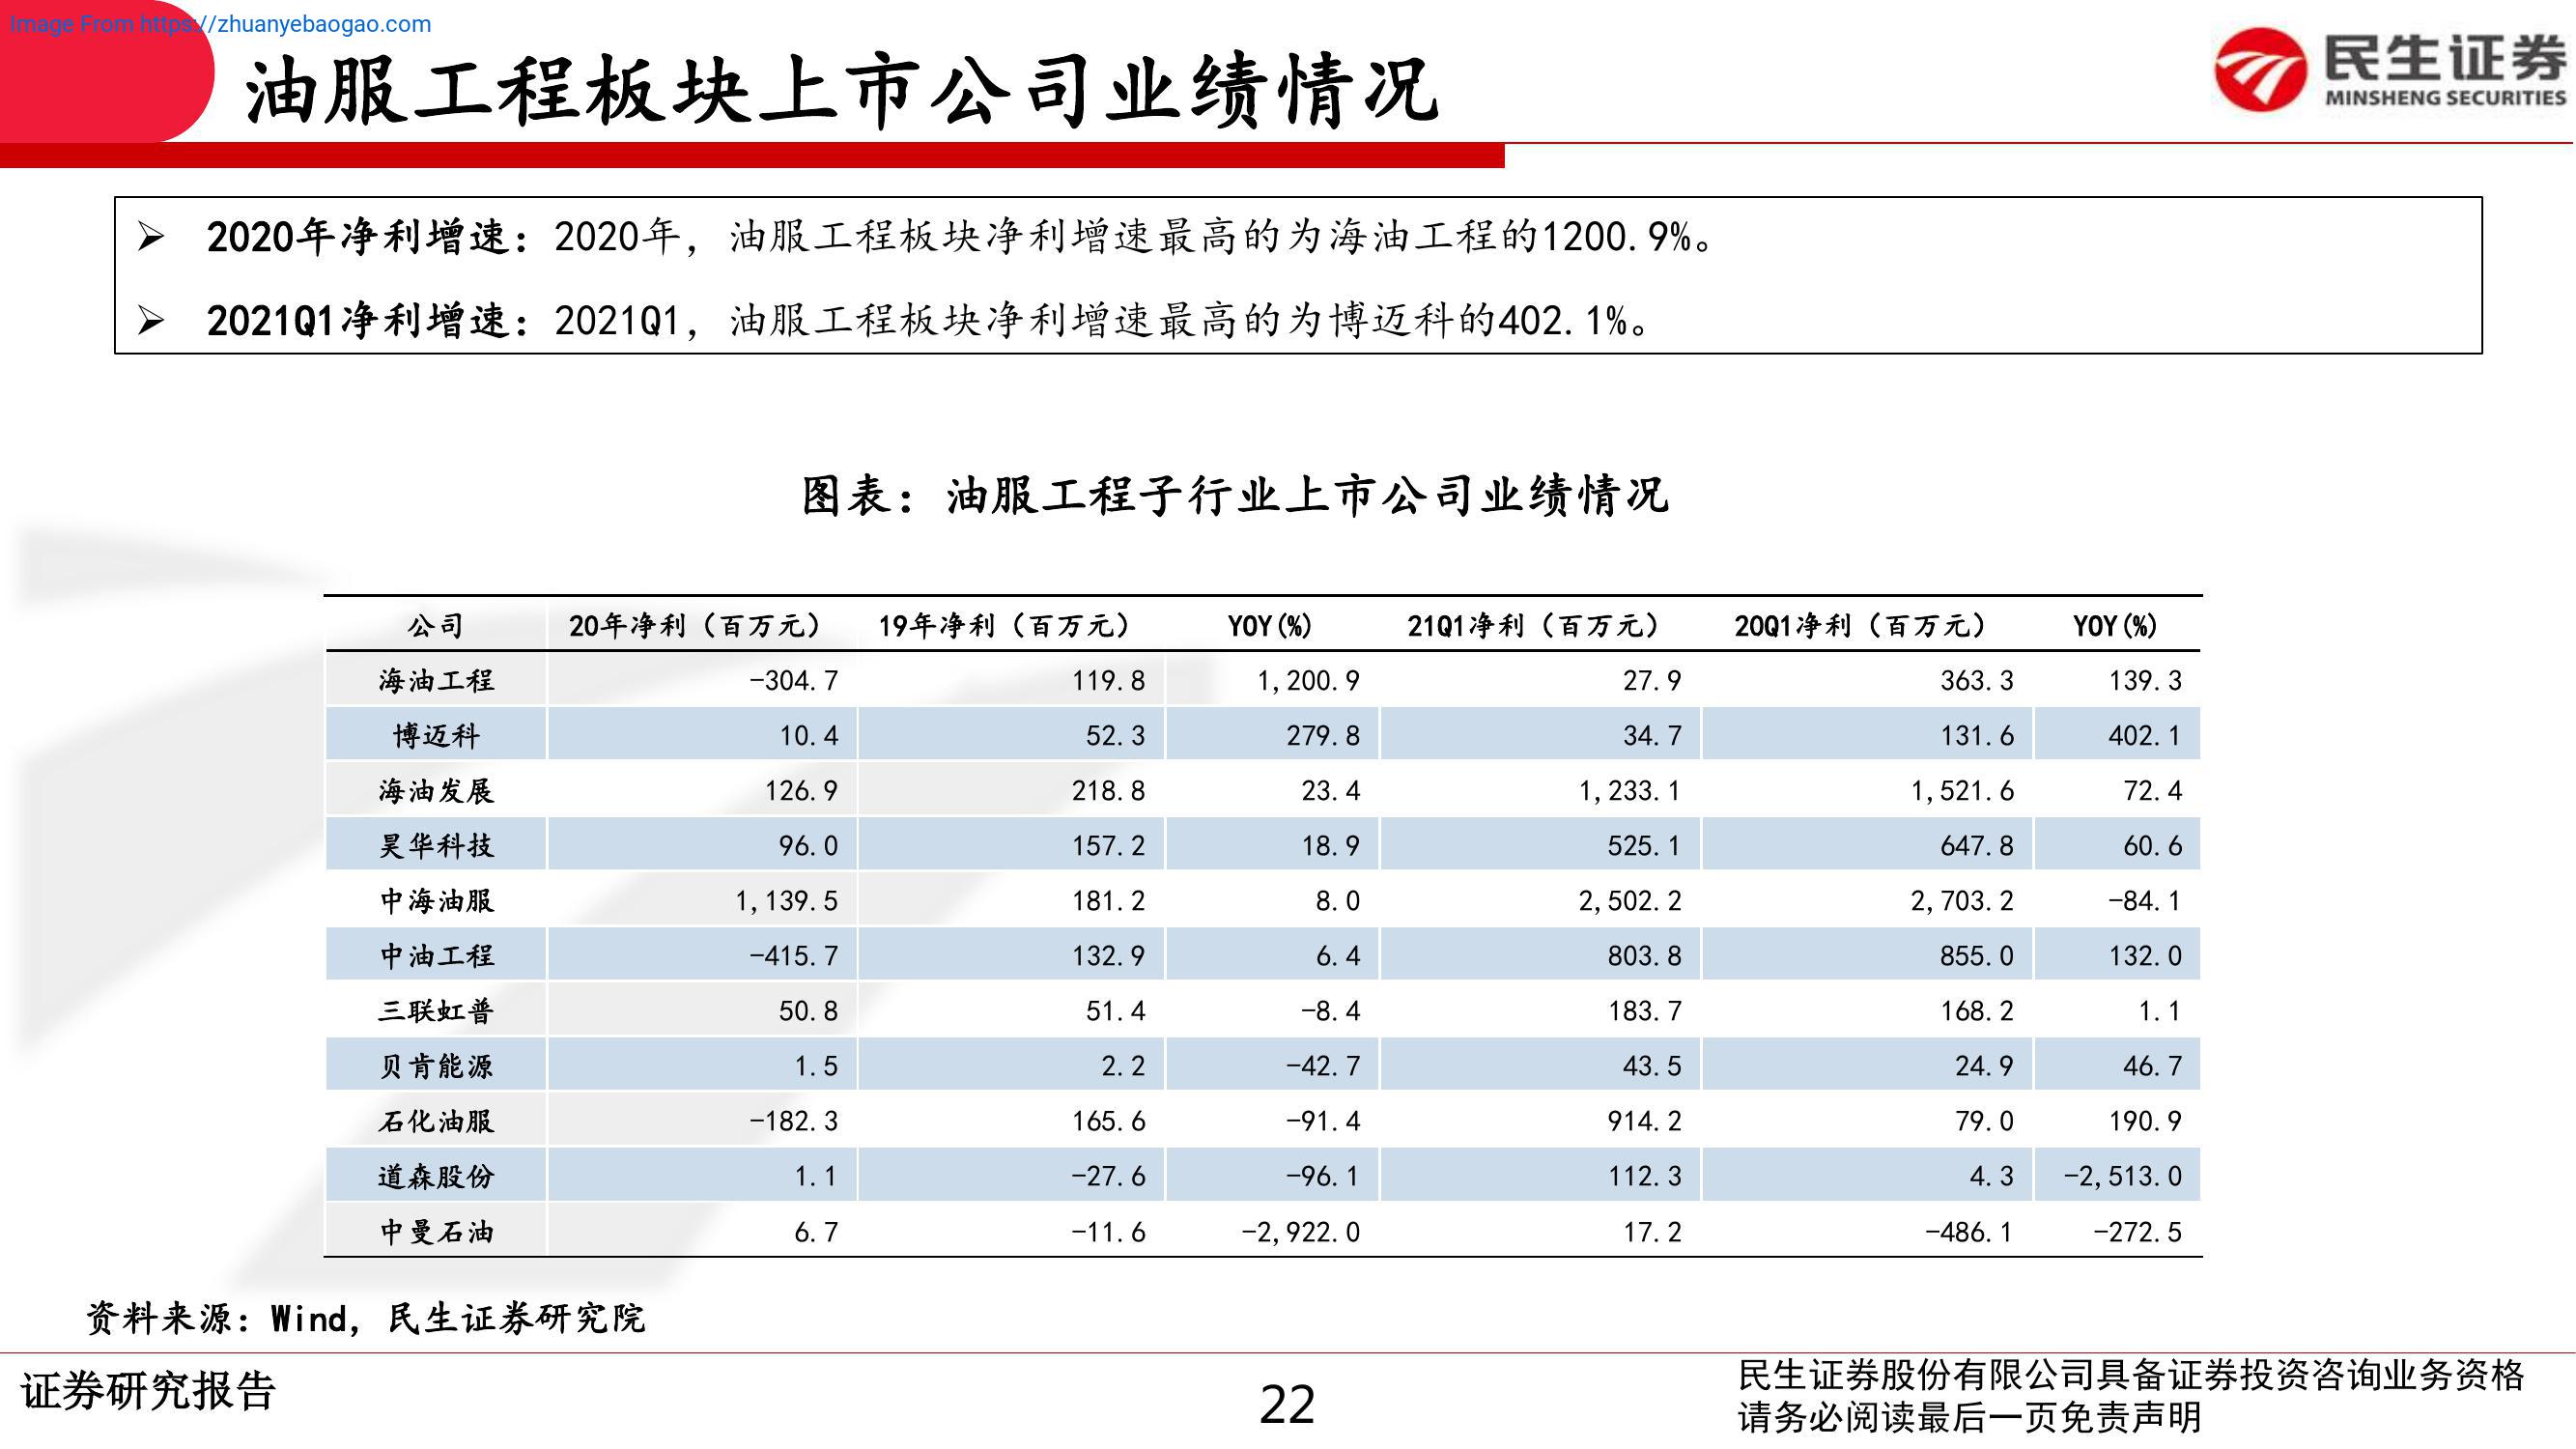 Image From https://zhuanyebaogao.com
油服工程板块上市公司业绩情况
民生证券
MINSHENG SECURITIES
➢ 2020年净利增速：2020年，油服工程板块净利增速最高的为海油工程的1200.9%。
➢ 2021Q1净利增速：2021Q1，油服工程板块净利增速最高的为博迈科的402.1%。
图表：油服工程子行业上市公司业绩情况
公司 20年净利（百万元） 19年净利（百万元） YOY(%) 21Q1净利（百万元） 20Q1净利（百万元） YOY(%)
海油工程 -304.7 119.8 1,200.9 27.9 363.3 139.3
博迈科 10.4 52.3 279.8 34.7 131.6 402.1
海油发展 126.9 218.8 23.4 1,233.1 1,521.6 72.4
昊华科技 96.0 157.2 18.9 525.1 647.8 60.6
中海油服 1,139.5 181.2 8.0 2,502.2 2,703.2 -84.1
中油工程 -415.7 132.9 6.4 803.8 855.0 132.0
三联虹普 50.8 51.4 -8.4 183.7 168.2 1.1
贝肯能源 1.5 2.2 -42.7 43.5 24.9 46.7
石化油服 -182.3 165.6 -91.4 914.2 79.0 190.9
道森股份 1.1 -27.6 -96.1 112.3 4.3 -2,513.0
中曼石油 6.7 -11.6 -2,922.0 17.2 -486.1 -272.5
资料来源：Wind，民生证券研究院
证券研究报告
22
民生证券股份有限公司具备证券投资咨询业务资格
请务必阅读最后一页免责声明